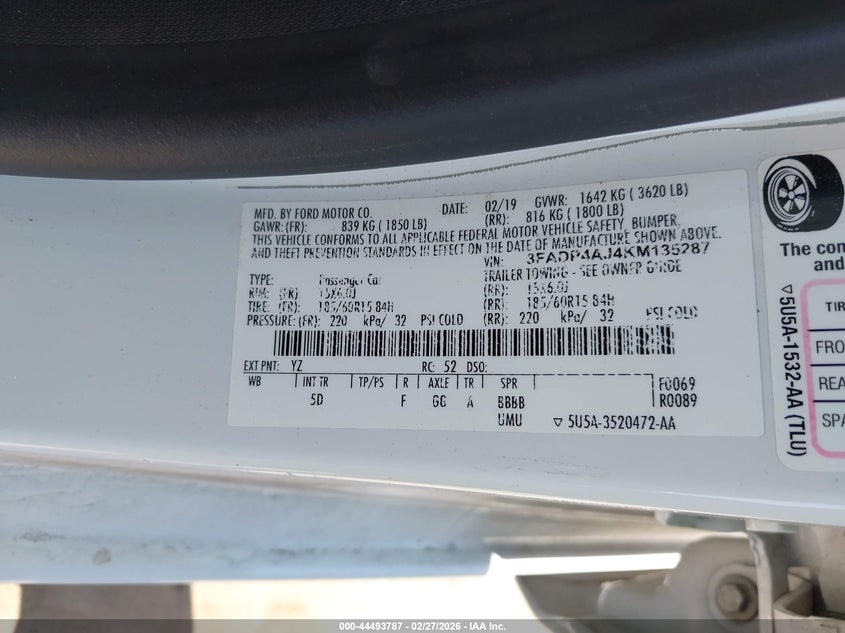 MFD. BY FORD MOTOR CO. DATE: 02/19 GVWR: 1642 KG ( 3620 LB)
GAWR: (FR): 839 KG ( 1850 LB) (RR): 816 KG ( 1800 LB)
THIS VEHICLE CONFORMS TO ALL APPLICABLE FEDERAL MOTOR VEHICLE SAFETY, BUMPER,
AND THEFT PREVENTION STANDARDS IN EFFECT ON THE DATE OF MANUFACTURE SHOWN ABOVE.
VIN: 3FADP4AJ4KM135287
TYPE: Passenger Car TRAILER TOWING - SEE OWNER GUIDE
RIM: (FR) 15X6.0J (RR): 15X6.0J
TIRE: (FR): 185/60R15 84H (RR): 185/60R15 84H
PRESSURE: (FR): 220 kPa/ 32 PSI COLD (RR): 220 kPa/ 32 PSI COLD
EXT PNT: YZ RC: 52 DSO:
WB INT TR TP/PS R AXLE TR SPR F0069
5D F GG A BBBB R0089
UMU ▽ 5U5A-3520472-AA
The com
and
TIR
FRO
REA
SPA
▽5U5A-1532-AA (TLU)
000-44493787 - 02/27/2026 - IAA Inc.